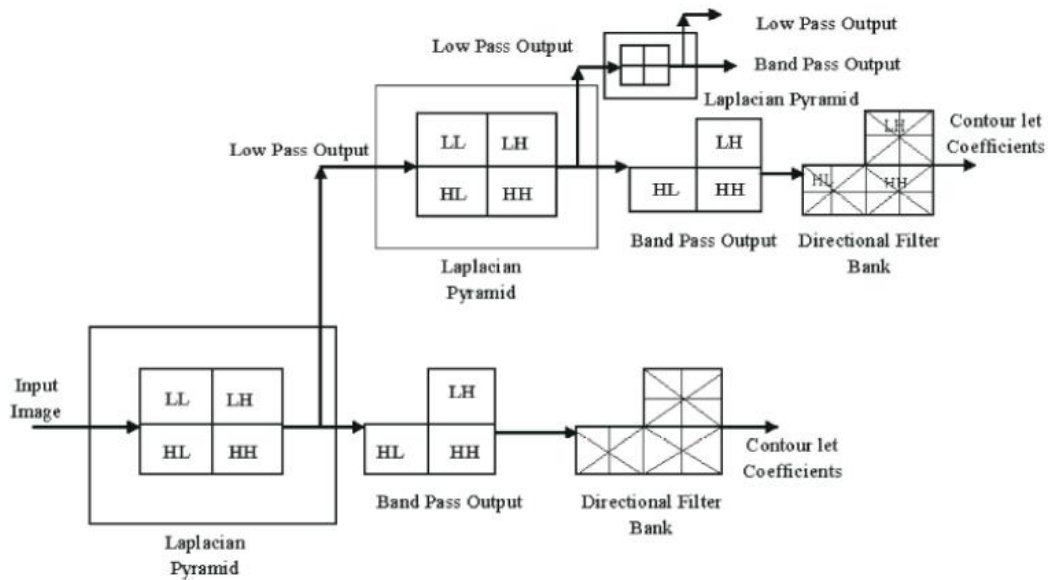 Low Pass Output
Low Pass Output
Band Pass Output
Laplacian Pyramid
LL LH
HL HH
Low Pass Output
LH
HL HH
LH
HL HH
Contour let
Coefficients
Band Pass Output
Directional Filter
Bank
Laplacian
Pyramid
Input
Image
LL LH
HL HH
LH
HL HH
Contour let
Coefficients
Band Pass Output
Directional Filter
Bank
Laplacian
Pyramid